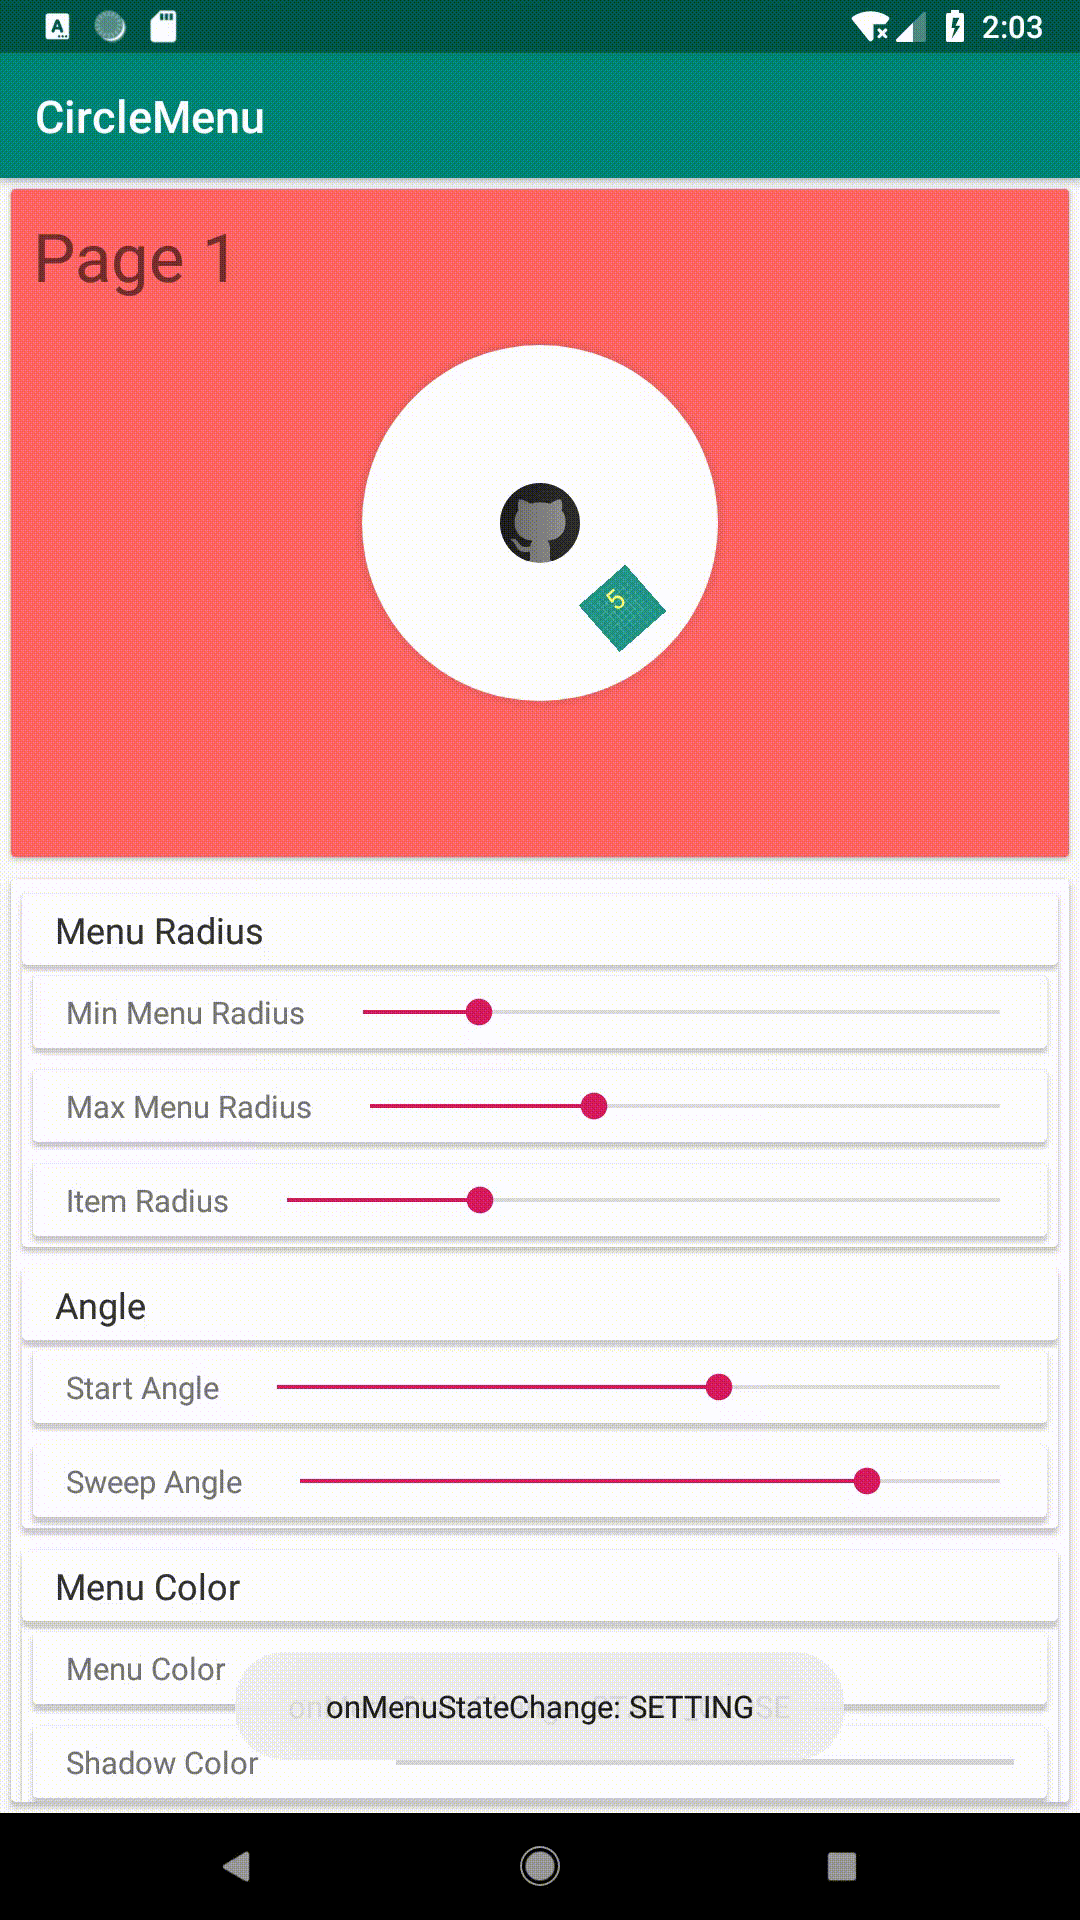 A
2:03
CircleMenu
Page 1
5
Menu Radius
Min Menu Radius
Max Menu Radius
Item Radius
Angle
Start Angle
Sweep Angle
Menu Color
Menu Color
onMenuStateChange: SETTING
Shadow Color